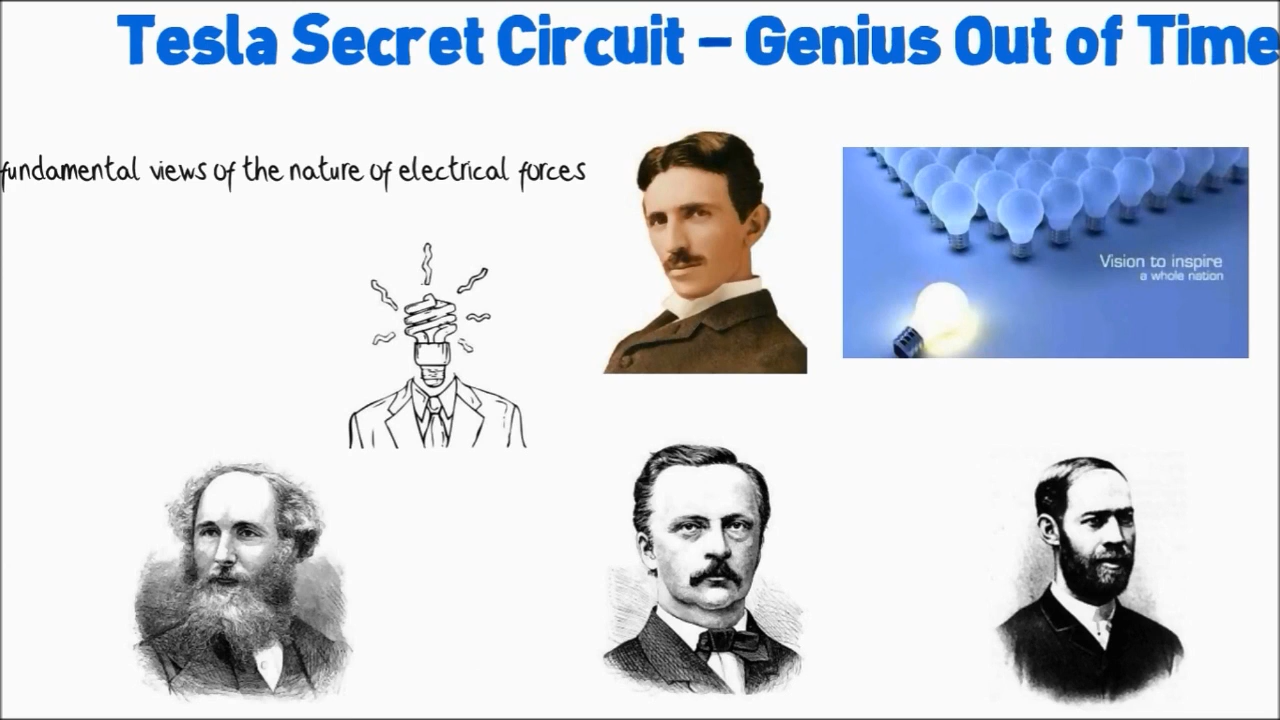 Tesla Secret Circuit – Genius Out of Time
fundamental views of the nature of electrical forces
Vision to inspire
a whole nation